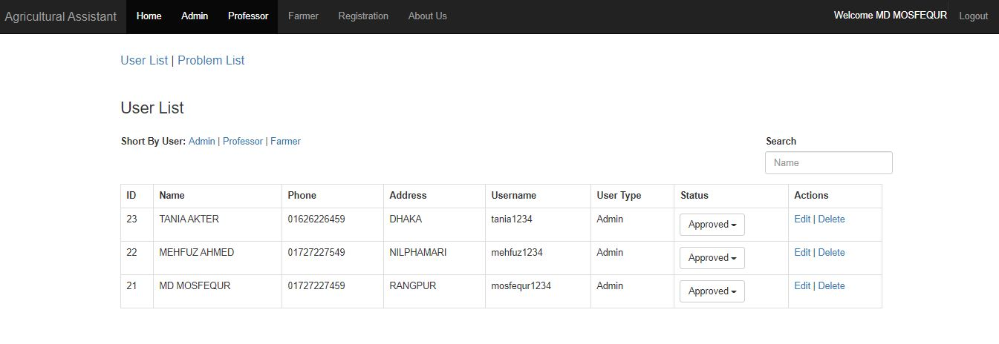 Agricultural Assistant Home Admin Professor Farmer Registration About Us Welcome MD MOSFEQUR Logout
User List | Problem List
User List
Short By User: Admin | Professor | Farmer Search
Name
ID Name Phone Address Username User Type Status Actions
23 TANIA AKTER 01626226459 DHAKA tania1234 Admin Approved Edit | Delete
22 MEHFUZ AHMED 01727227549 NILPHAMARI mehfuz1234 Admin Approved Edit | Delete
21 MD MOSFEQUR 01727227459 RANGPUR mosfequr1234 Admin Approved Edit | Delete